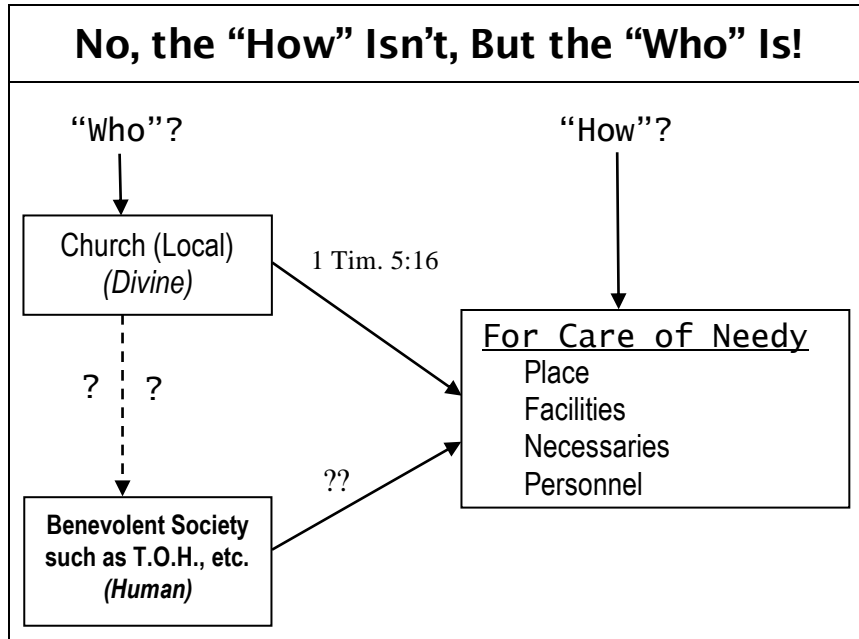 No, the “How” Isn't, But the “Who” Is!
“Who”?
“How”?
Church (Local)
(Divine)
1 Tim. 5:16
For Care of Needy
Place
Facilities
Necessaries
Personnel
? ?
??
Benevolent Society
such as T.O.H., etc.
(Human)